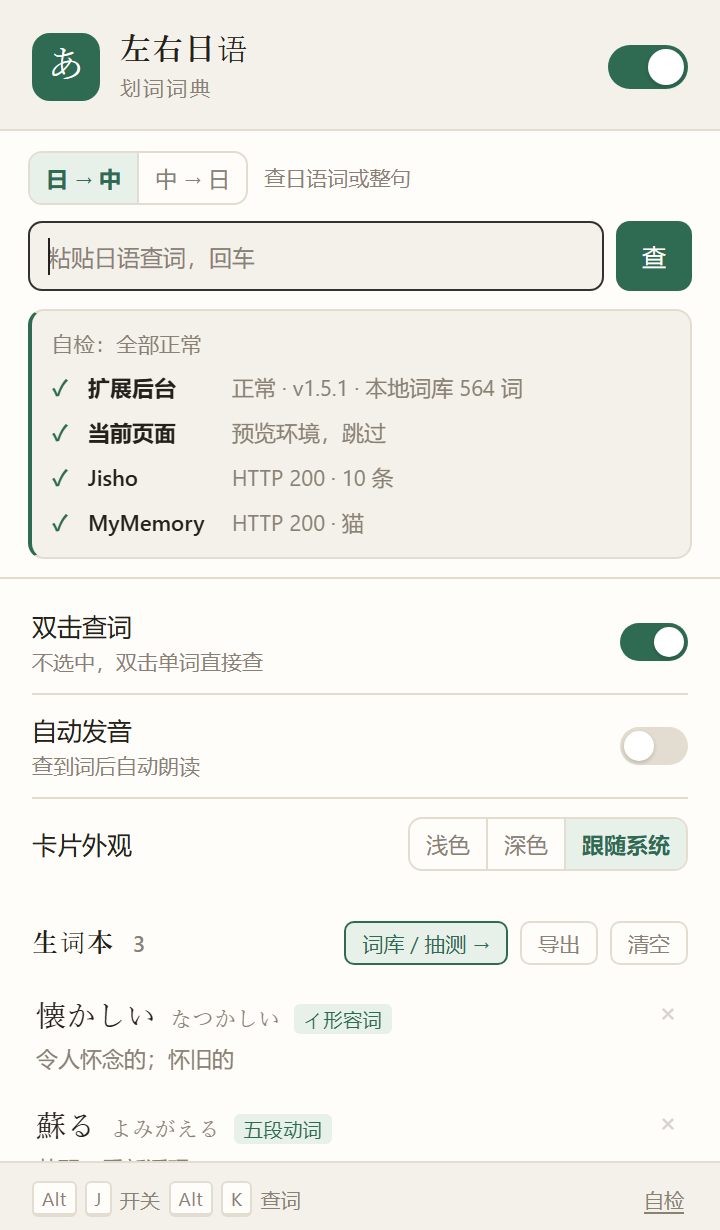 あ
左右日语
划词词典
日 → 中 中 → 日 查日语词或整句
粘贴日语查词，回车 查
自检：全部正常
✓ 扩展后台 正常 · v1.5.1 · 本地词库 564 词
✓ 当前页面 预览环境，跳过
✓ Jisho HTTP 200 · 10 条
✓ MyMemory HTTP 200 · 猫
双击查词
不选中，双击单词直接查
自动发音
查到词后自动朗读
卡片外观 浅色 深色 跟随系统
生词本 3 词库 / 抽测 → 导出 清空
懐かしい なつかしい イ形容词 ×
令人怀念的；怀旧的
蘇る よみがえる 五段动词 ×
Alt J 开关 Alt K 查词 自检